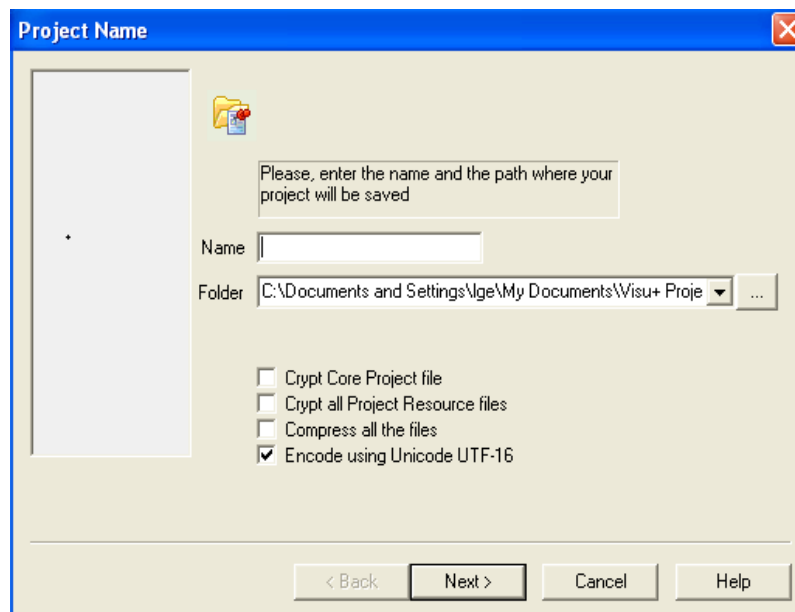 Project Name
Please, enter the name and the path where your
project will be saved
Name
Folder C:\Documents and Settings\lge\My Documents\Visu+ Proje ...
Crypt Core Project file
Crypt all Project Resource files
Compress all the files
Encode using Unicode UTF-16
< Back Next > Cancel Help